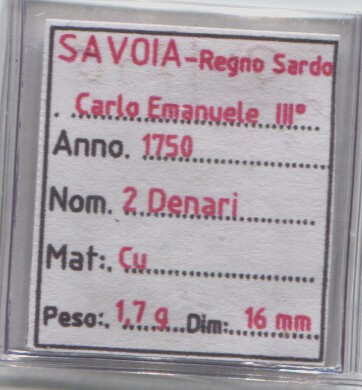 SAVOIA-Regno Sardo
Carlo Emanuele III°
Anno. 1750
Nom. 2 Denari
Mat:. Cu
Peso:. 1,7 g Dim:. 16 mm